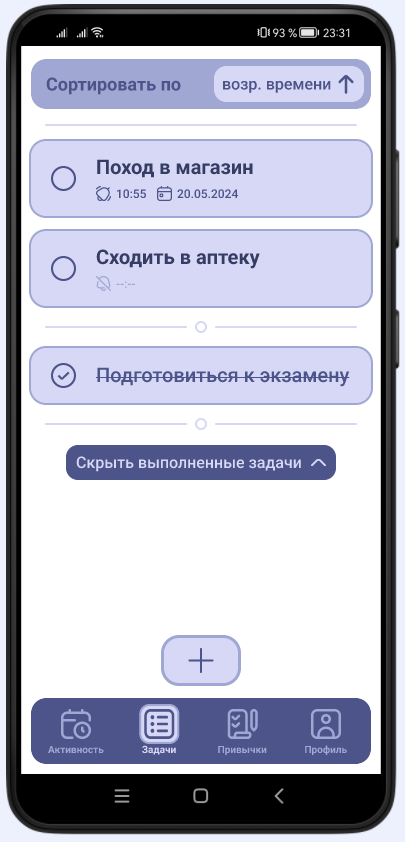 93 % 23:31
Сортировать по возр. времени
Поход в магазин
10:55 20.05.2024
Сходить в аптеку
--:--
Подготовиться к экзамену
Скрыть выполненные задачи
Активность Задачи Привычки Профиль